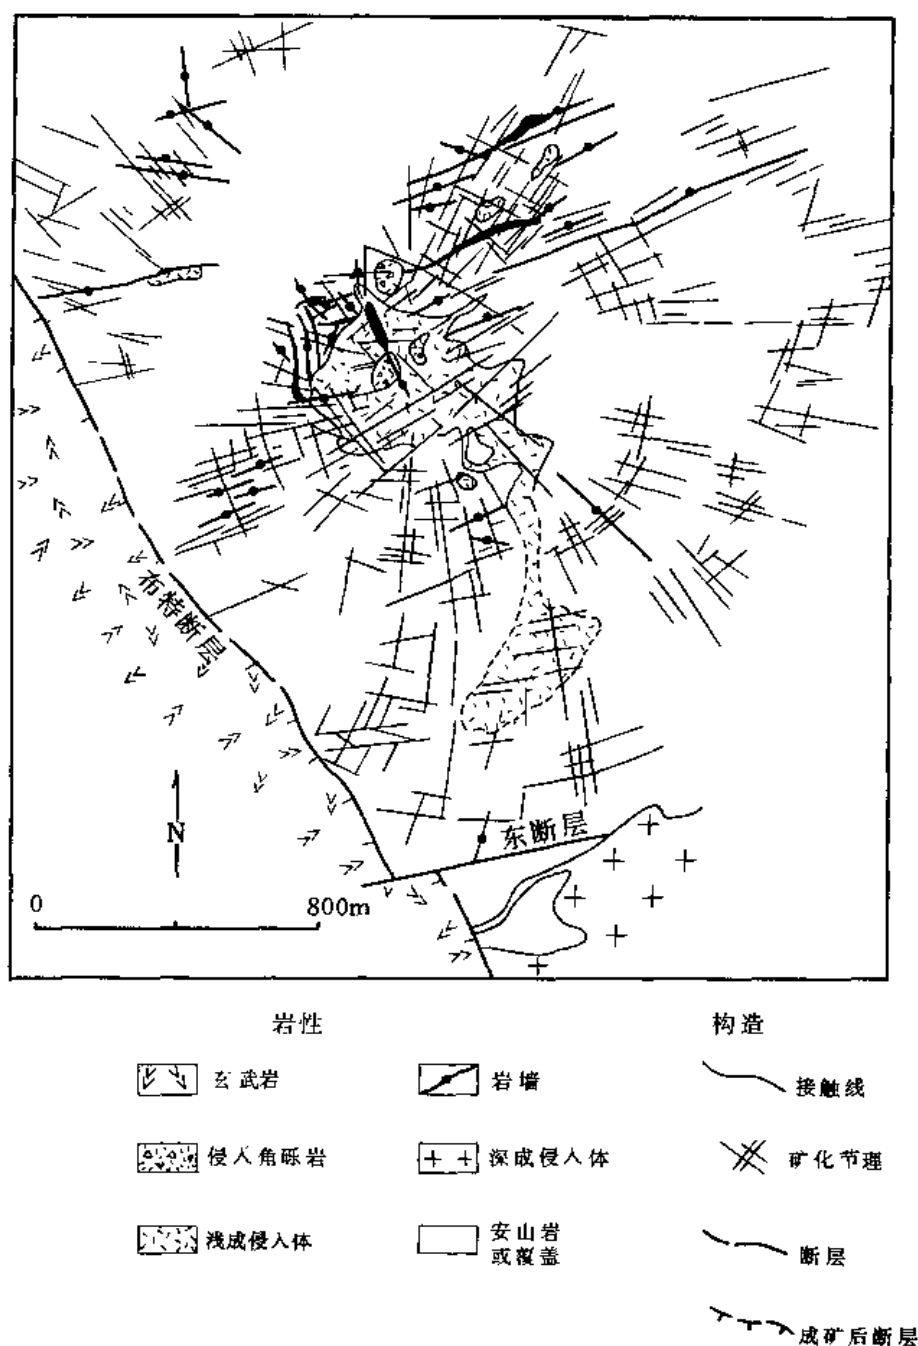 布特断层
N
东断层
0 800m
岩性 构造
玄武岩 岩墙 接触线
侵入角砾岩 深成侵入体 矿化节理
浅成侵入体 安山岩
或覆盖 断层
成矿后断层